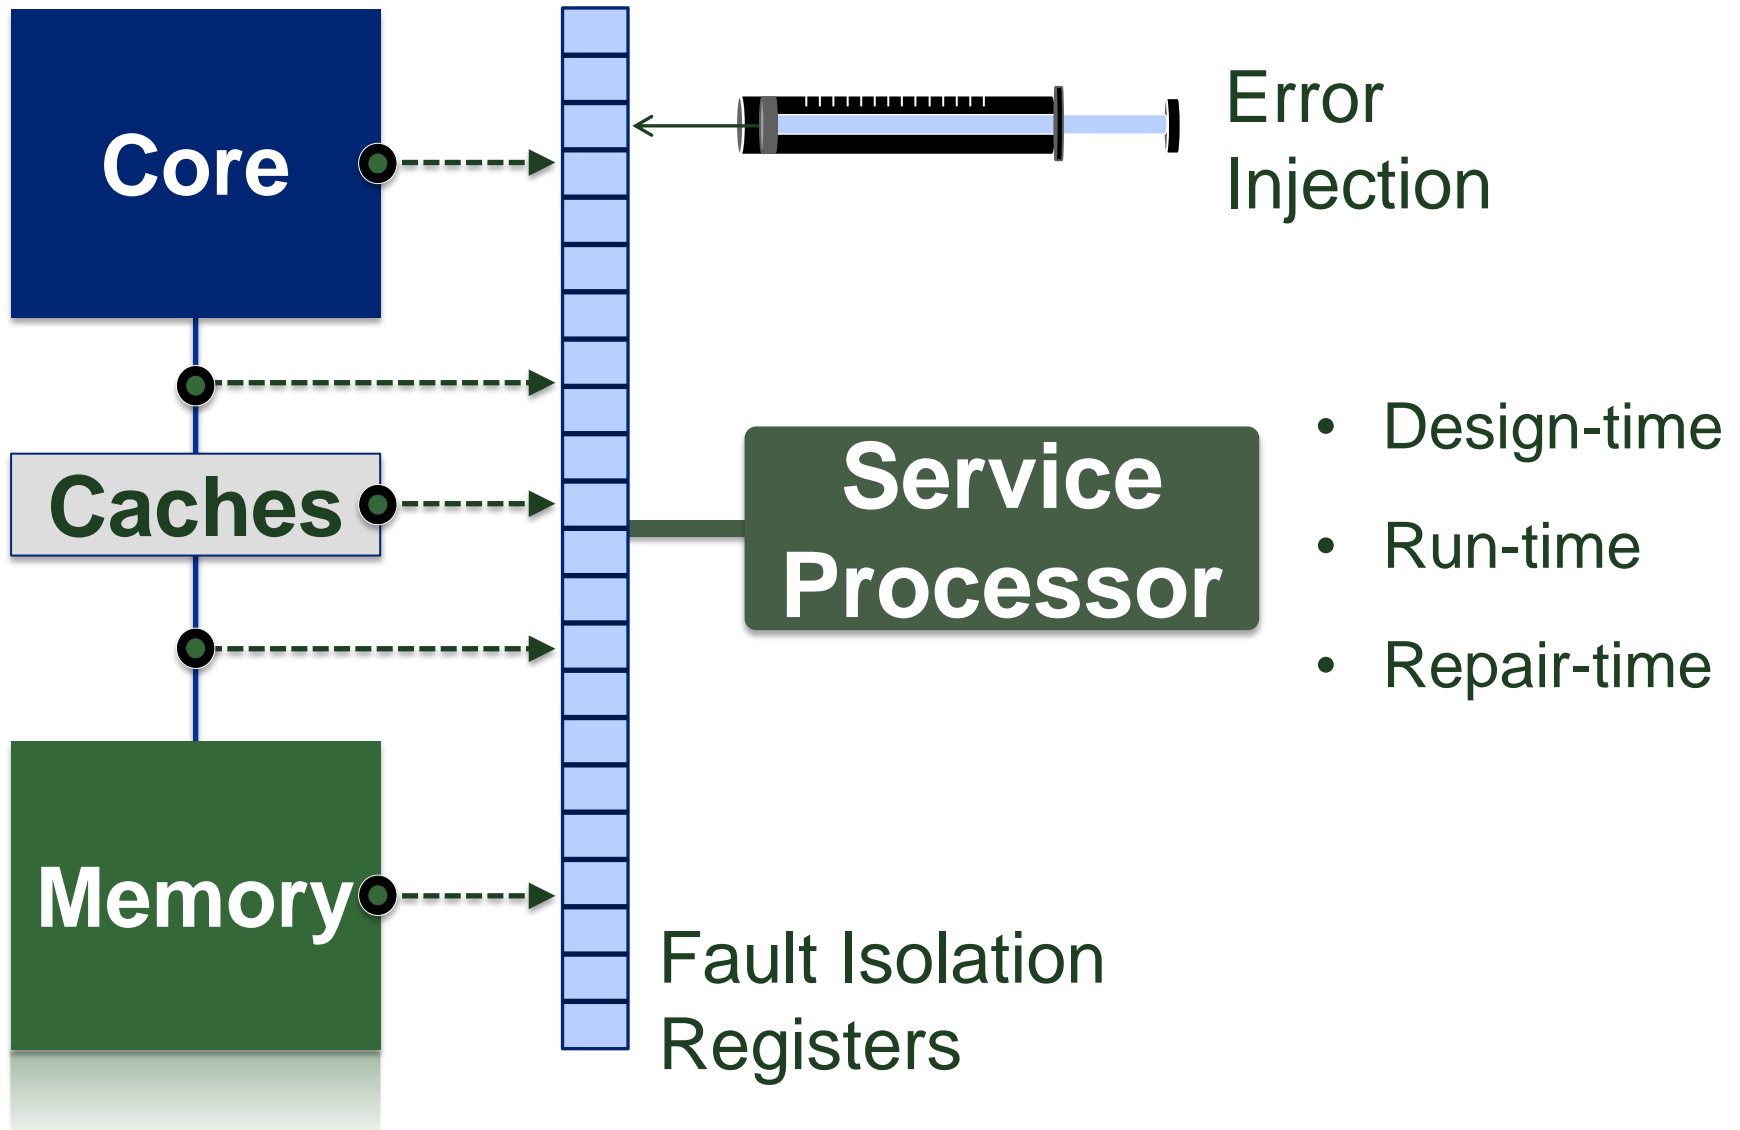 Core
Caches
Memory
Error
Injection
Service
Processor
• Design-time
• Run-time
• Repair-time
Fault Isolation
Registers